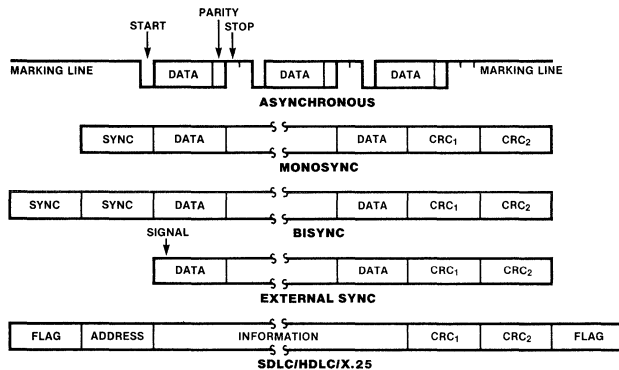 PARITY
START STOP
MARKING LINE DATA DATA DATA MARKING LINE
ASYNCHRONOUS
SYNC DATA DATA CRC₁ CRC₂
MONOSYNC
SYNC SYNC DATA DATA CRC₁ CRC₂
BISYNC
SIGNAL
DATA DATA CRC₁ CRC₂
EXTERNAL SYNC
FLAG ADDRESS INFORMATION CRC₁ CRC₂ FLAG
SDLC/HDLC/X.25